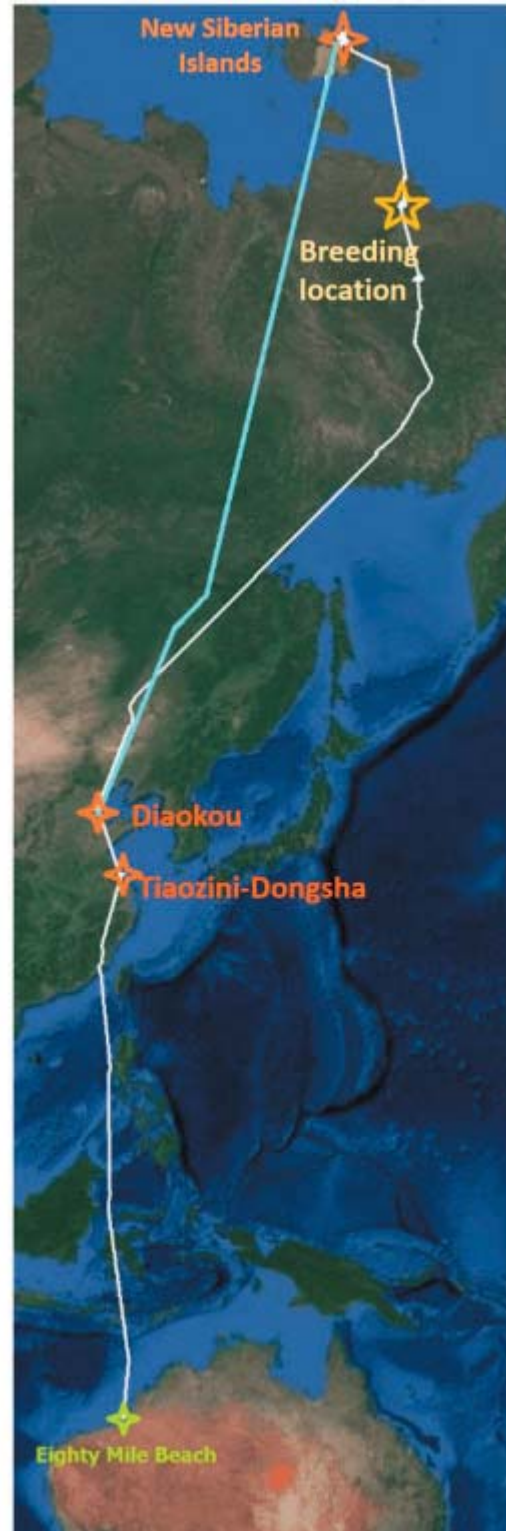 New Siberian
Islands
Breeding
location
Diaokou
Tiaozini-Dongsha
Eighty Mile Beach